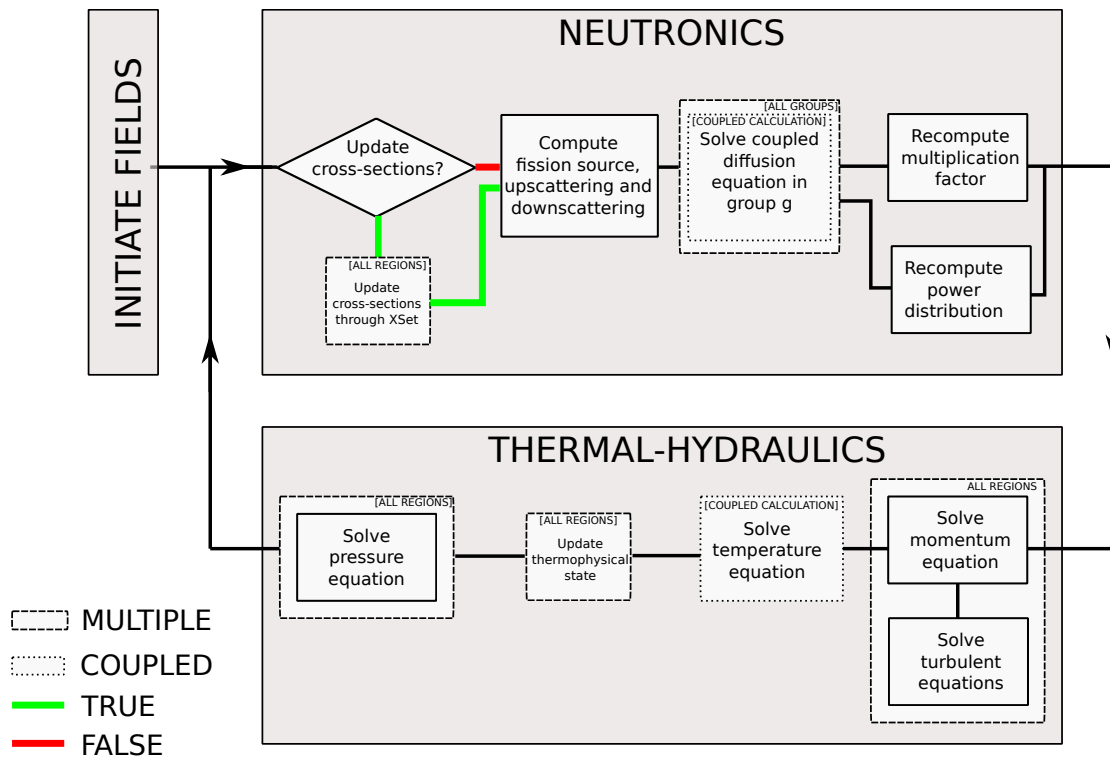 INITIATE FIELDS
NEUTRONICS
Update
cross-sections?
[ALL REGIONS]
Update
cross-sections
through XSet
Compute
fission source,
upscattering and
downscattering
[ALL GROUPS]
[COUPLED CALCULATION]
Solve coupled
diffusion
equation in
group g
Recompute
multiplication
factor
Recompute
power
distribution
THERMAL-HYDRAULICS
[ALL REGIONS]
Solve
pressure
equation
[ALL REGIONS]
Update
thermophysical
state
[COUPLED CALCULATION]
Solve
temperature
equation
ALL REGIONS
Solve
momentum
equation
Solve
turbulent
equations
MULTIPLE
COUPLED
TRUE
FALSE